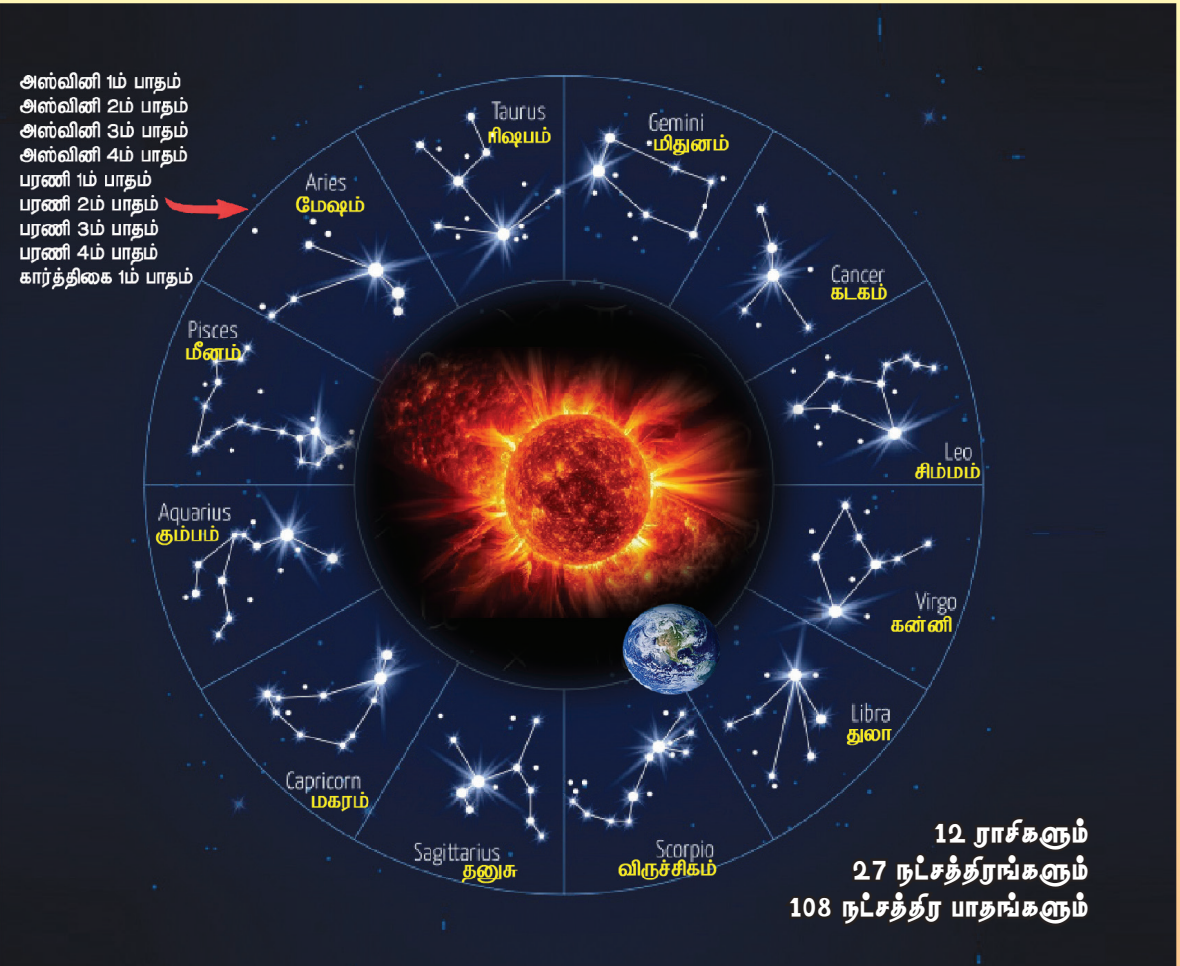 அஸ்வினி 1ம் பாதம்
அஸ்வினி 2ம் பாதம்
அஸ்வினி 3ம் பாதம்
அஸ்வினி 4ம் பாதம்
பரணி 1ம் பாதம்
பரணி 2ம் பாதம்
பரணி 3ம் பாதம்
பரணி 4ம் பாதம்
கார்த்திகை 1ம் பாதம்
Aries
மேஷம்
Taurus
ரிஷபம்
Gemini
மிதுனம்
Cancer
கடகம்
Leo
சிம்மம்
Virgo
கன்னி
Libra
துலா
Scorpio
விருச்சிகம்
Sagittarius
தனுசு
Capricorn
மகரம்
Aquarius
கும்பம்
Pisces
மீனம்
12 ராசிகளும்
27 நட்சத்திரங்களும்
108 நட்சத்திர பாதங்களும்